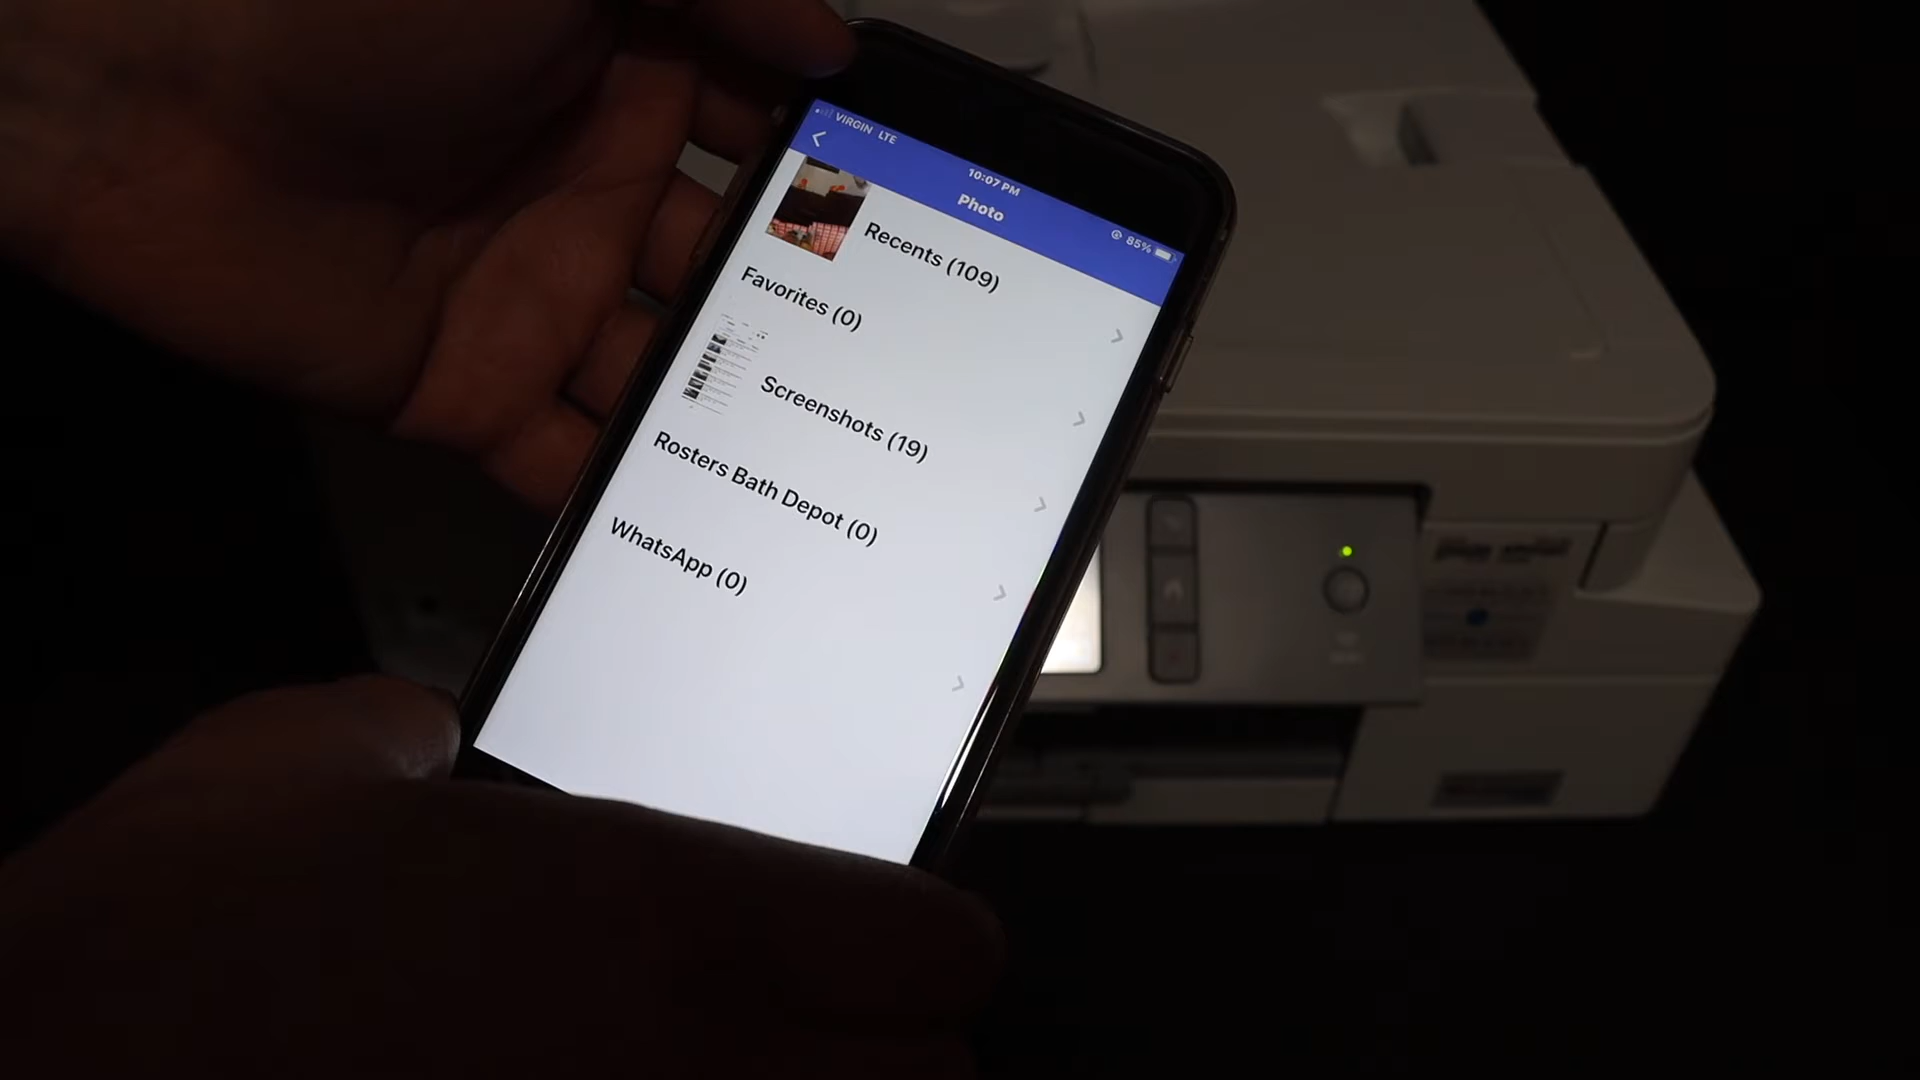 VIRGIN LTE
10:07 PM
85%
Photo
Recents (109)
Favorites (0)
Screenshots (19)
Rosters Bath Depot (0)
WhatsApp (0)